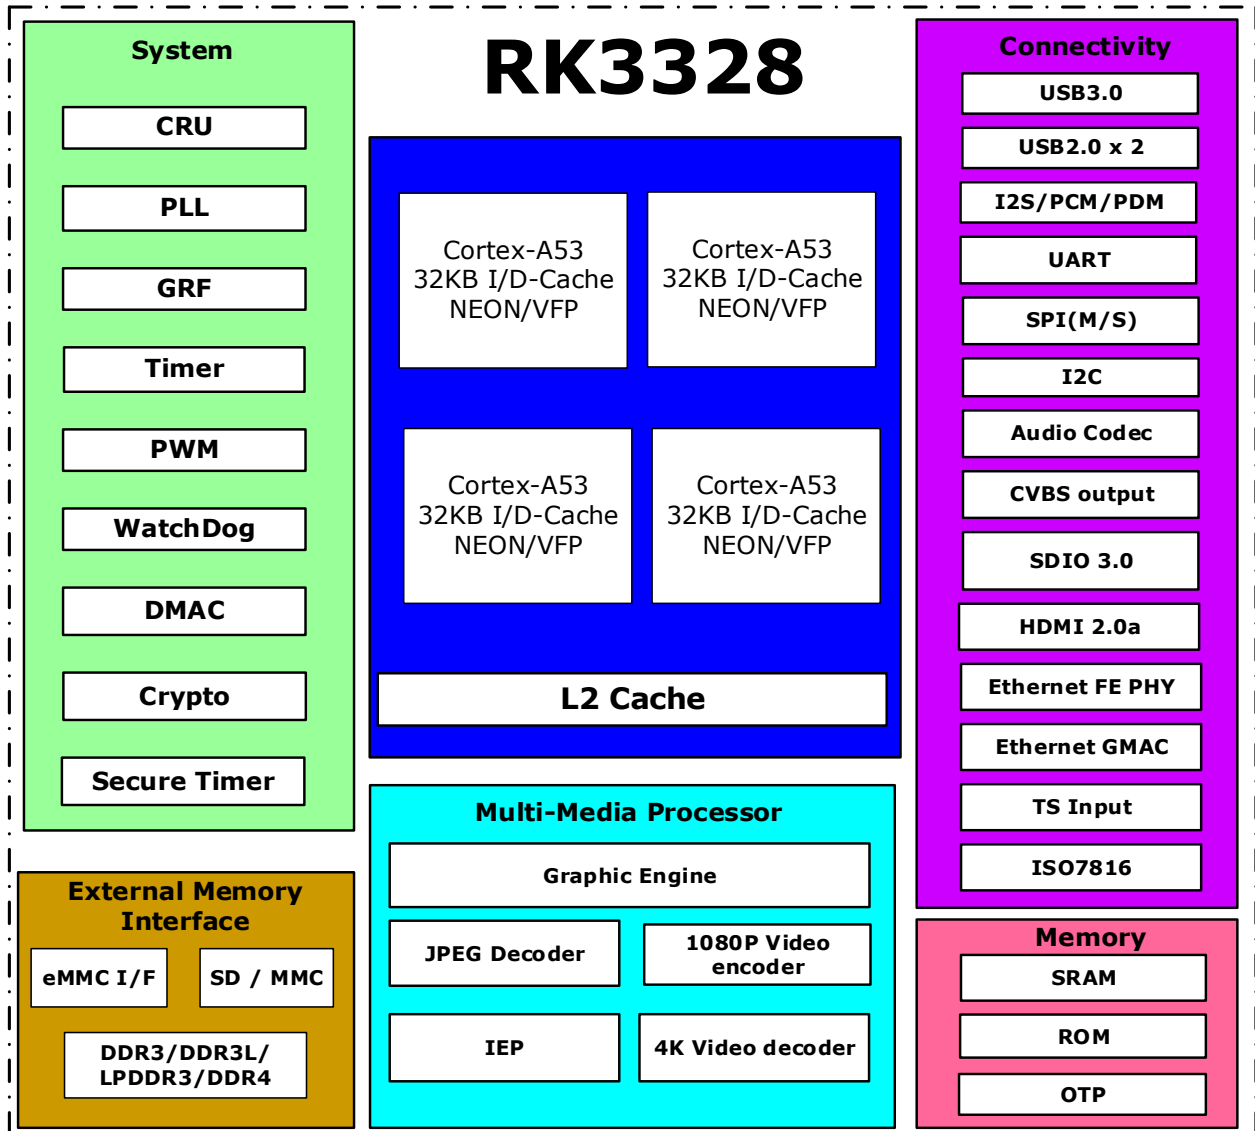 RK3328
System
CRU
PLL
GRF
Timer
PWM
WatchDog
DMAC
Crypto
Secure Timer
External Memory
Interface
eMMC I/F
SD / MMC
DDR3/DDR3L/
LPDDR3/DDR4
Cortex-A53
32KB I/D-Cache
NEON/VFP
Cortex-A53
32KB I/D-Cache
NEON/VFP
Cortex-A53
32KB I/D-Cache
NEON/VFP
Cortex-A53
32KB I/D-Cache
NEON/VFP
L2 Cache
Multi-Media Processor
Graphic Engine
JPEG Decoder
1080P Video
encoder
IEP
4K Video decoder
Connectivity
USB3.0
USB2.0 x 2
I2S/PCM/PDM
UART
SPI(M/S)
I2C
Audio Codec
CVBS output
SDIO 3.0
HDMI 2.0a
Ethernet FE PHY
Ethernet GMAC
TS Input
ISO7816
Memory
SRAM
ROM
OTP